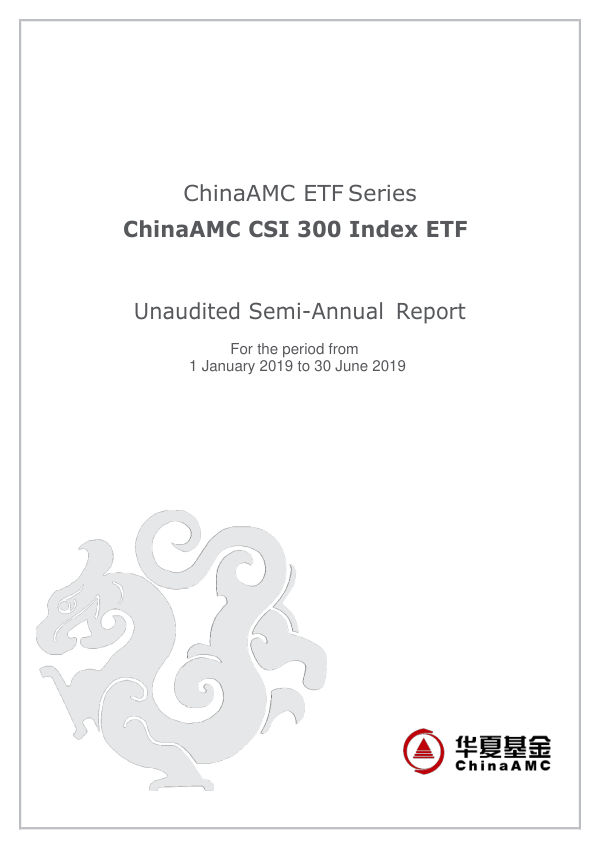 ChinaAMC ETF Series
ChinaAMC CSI 300 Index ETF
Unaudited Semi-Annual Report
For the period from
1 January 2019 to 30 June 2019
华夏基金
ChinaAMC